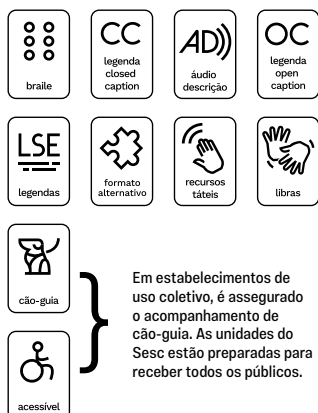 braile
CC
legenda
closed
caption
AD))
áudio
descrição
OC
legenda
open
caption
LSE
legendas
formato
alternativo
recursos
táteis
libras
cão-guia
acessível
Em estabelecimentos de
uso coletivo, é assegurado
o acompanhamento de
cão-guia. As unidades do
Sesc estão preparadas para
receber todos os públicos.